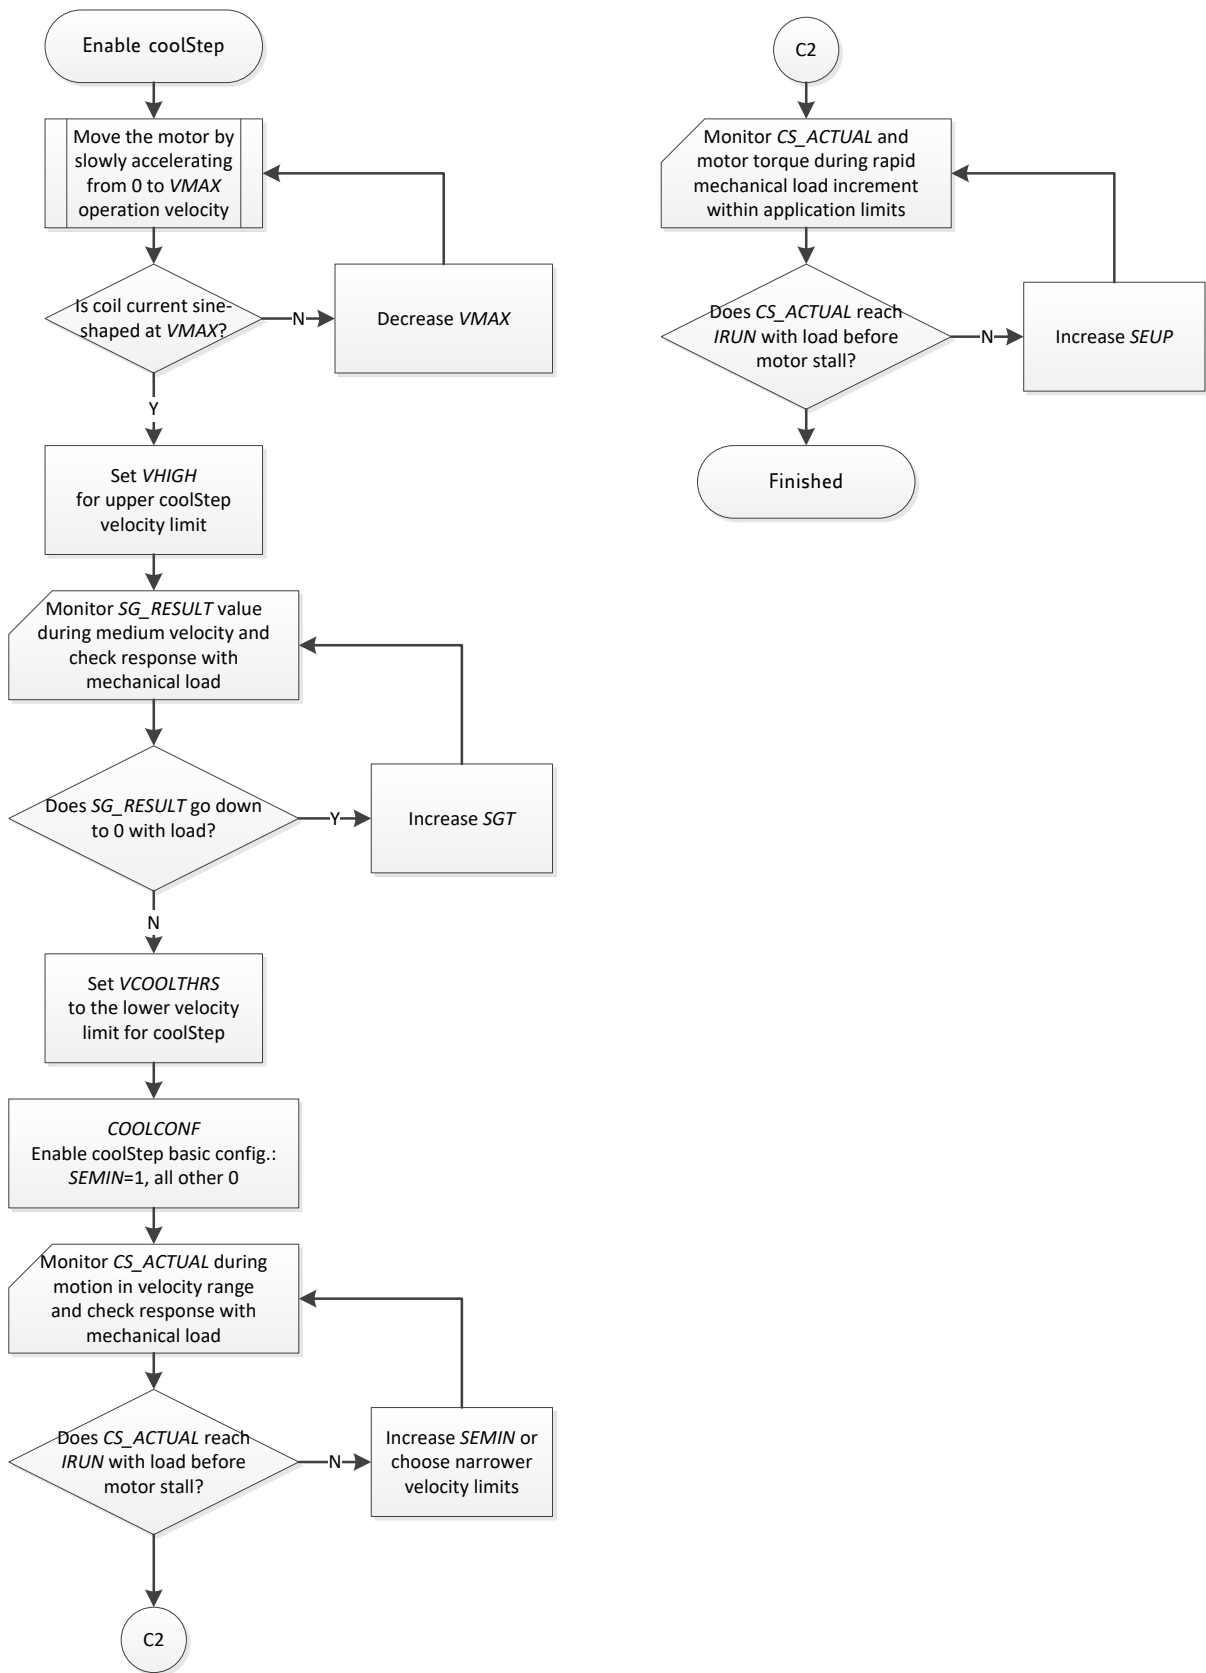 Enable coolStep
Move the motor by
slowly accelerating
from 0 to VMAX
operation velocity
Is coil current sine-
shaped at VMAX?
N
Decrease VMAX
Y
Set VHIGH
for upper coolStep
velocity limit
Monitor SG_RESULT value
during medium velocity and
check response with
mechanical load
Does SG_RESULT go down
to 0 with load?
Y
Increase SGT
N
Set VCOOLTHRS
to the lower velocity
limit for coolStep
COOLCONF
Enable coolStep basic config.:
SEMIN=1, all other 0
Monitor CS_ACTUAL during
motion in velocity range
and check response with
mechanical load
Does CS_ACTUAL reach
IRUN with load before
motor stall?
N
Increase SEMIN or
choose narrower
velocity limits
C2
C2
Monitor CS_ACTUAL and
motor torque during rapid
mechanical load increment
within application limits
Does CS_ACTUAL reach
IRUN with load before
motor stall?
N
Increase SEUP
Finished